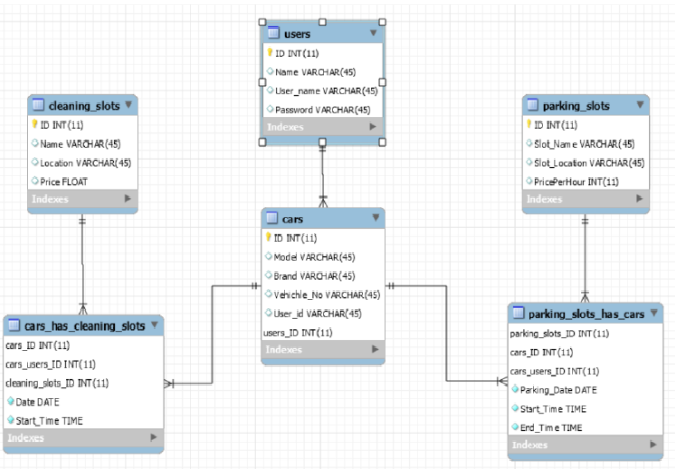 users
ID INT(11)
Name VARCHAR(45)
User_name VARCHAR(45)
Password VARCHAR(45)
Indexes
cleaning_slots
ID INT(11)
Name VARCHAR(45)
Location VARCHAR(45)
Price FLOAT
Indexes
parking_slots
ID INT(11)
Slot_Name VARCHAR(45)
Slot_Location VARCHAR(45)
PricePerHour INT(11)
Indexes
cars
ID INT(11)
Model VARCHAR(45)
Brand VARCHAR(45)
Vehichle_No VARCHAR(45)
User_id VARCHAR(45)
users_ID INT(11)
Indexes
cars_has_cleaning_slots
cars_ID INT(11)
cars_users_ID INT(11)
cleaning_slots_ID INT(11)
Date DATE
Start_Time TIME
Indexes
parking_slots_has_cars
parking_slots_ID INT(11)
cars_ID INT(11)
cars_users_ID INT(11)
Parking_Date DATE
Start_Time TIME
End_Time TIME
Indexes